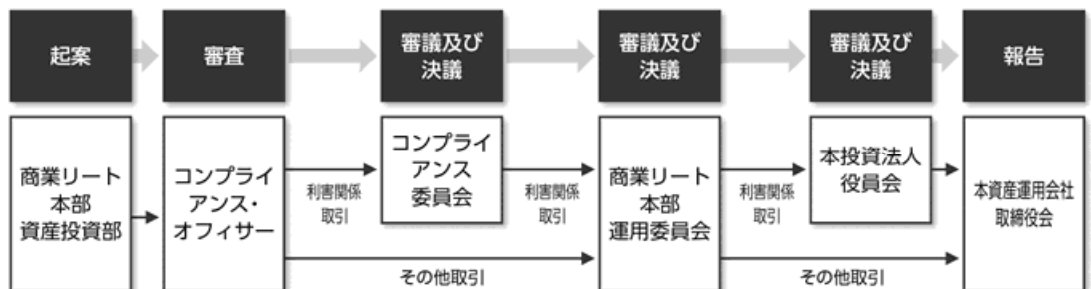 起案
審査
審議及び
決議
審議及び
決議
審議及び
決議
報告
商業リート
本部
資産投資部
コンプライ
アンス・
オフィサー
利害関係
取引
コンプライ
アンス
委員会
利害関係
取引
商業リート
本部
運用委員会
利害関係
取引
本投資法人
役員会
本資産運用会社
取締役会
その他取引
その他取引